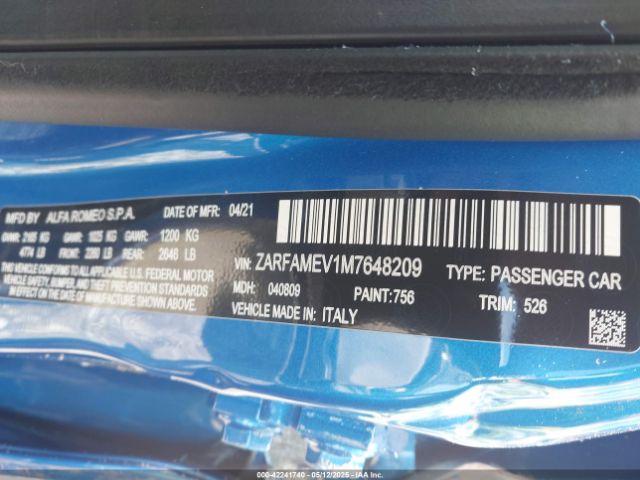 MFD BY ALFA ROMEO S.P.A. DATE OF MFR: 04/21
GVWR: 2165 KG GAWR: 1025 KG GAWR: 1200 KG
4774 LB FRONT: 2260 LB REAR: 2646 LB
THIS VEHICLE CONFORMS TO ALL APPLICABLE U.S. FEDERAL MOTOR
VEHICLE SAFETY, BUMPER, AND THEFT PREVENTION STANDARDS
IN EFFECT ON THE DATE OF MANUFACTURE SHOWN ABOVE.
VIN: ZARFAMEV1M7648209 TYPE: PASSENGER CAR
MDH: 040809 PAINT:756 TRIM: 526
VEHICLE MADE IN: ITALY
000-42241740 - 05/12/2025 - IAAI.COM